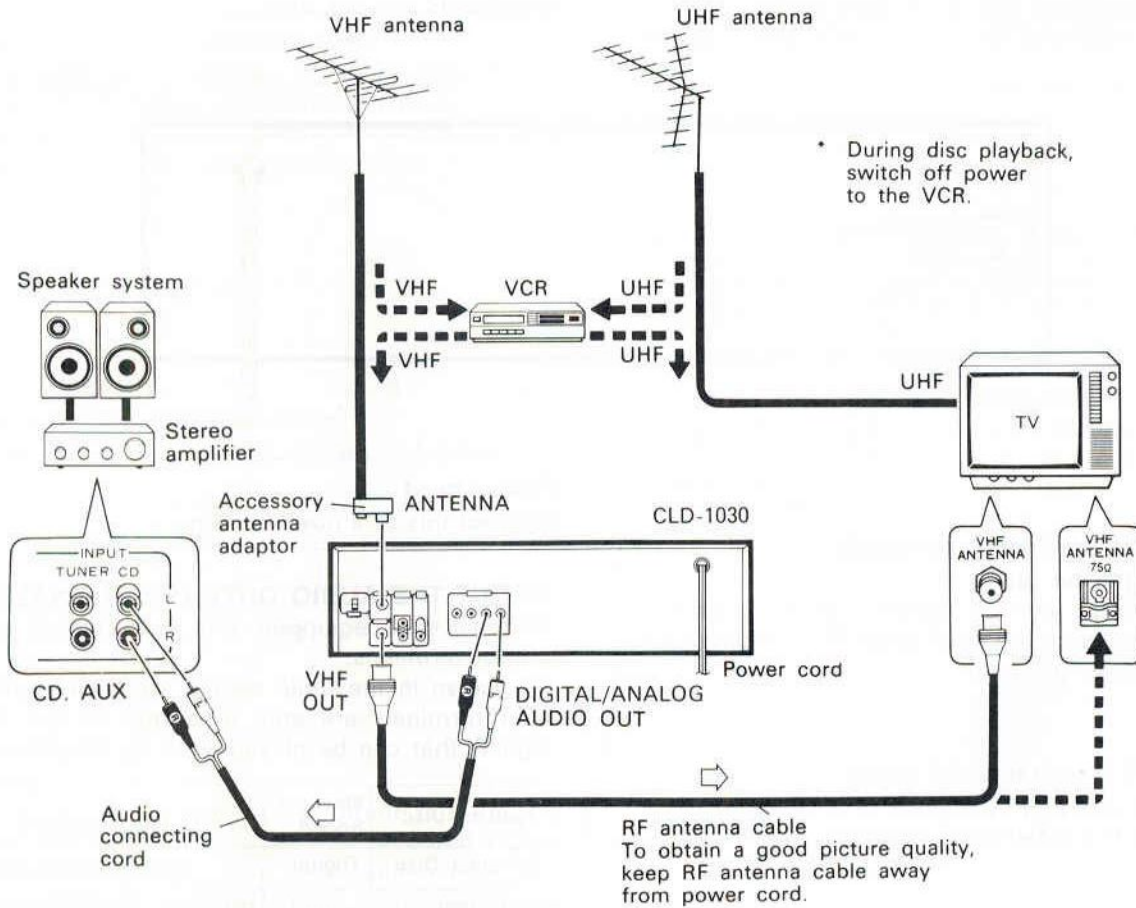 VHF antenna
UHF antenna
* During disc playback,
switch off power
to the VCR.
Speaker system
VHF
VCR
UHF
VHF
UHF
UHF
TV
Stereo
amplifier
Accessory
antenna
adaptor
ANTENNA
CLD-1030
INPUT
TUNER CD
L
R
CD. AUX
VHF
ANTENNA
VHF
ANTENNA
75Ω
Power cord
VHF
OUT
R
L
R
L
DIGITAL/ANALOG
AUDIO OUT
Audio
connecting
cord
RF antenna cable
To obtain a good picture quality,
keep RF antenna cable away
from power cord.